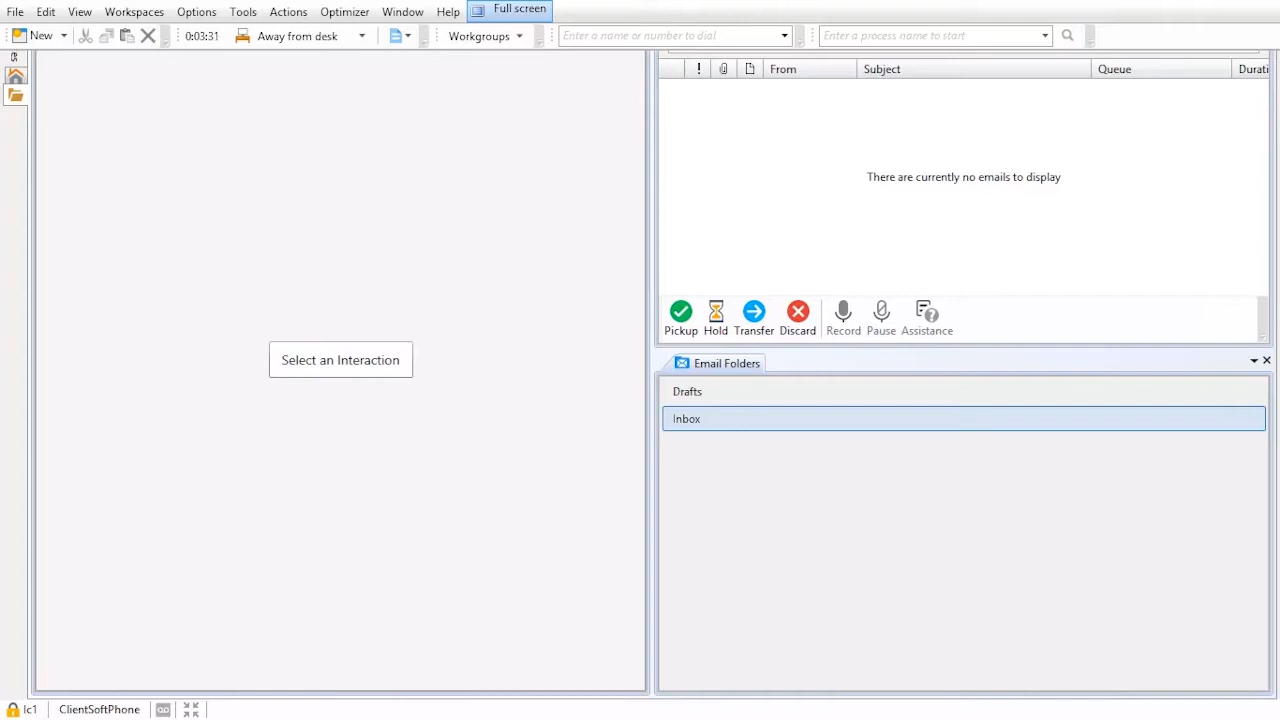 File Edit View Workspaces Options Tools Actions Optimizer Window Help Full screen
New 0:03:31 Away from desk Workgroups Enter a name or number to dial Enter a process name to start
! From Subject Queue Durati
There are currently no emails to display
Pickup Hold Transfer Discard Record Pause Assistance
Select an Interaction
Email Folders
Drafts
Inbox
Ic1 ClientSoftPhone